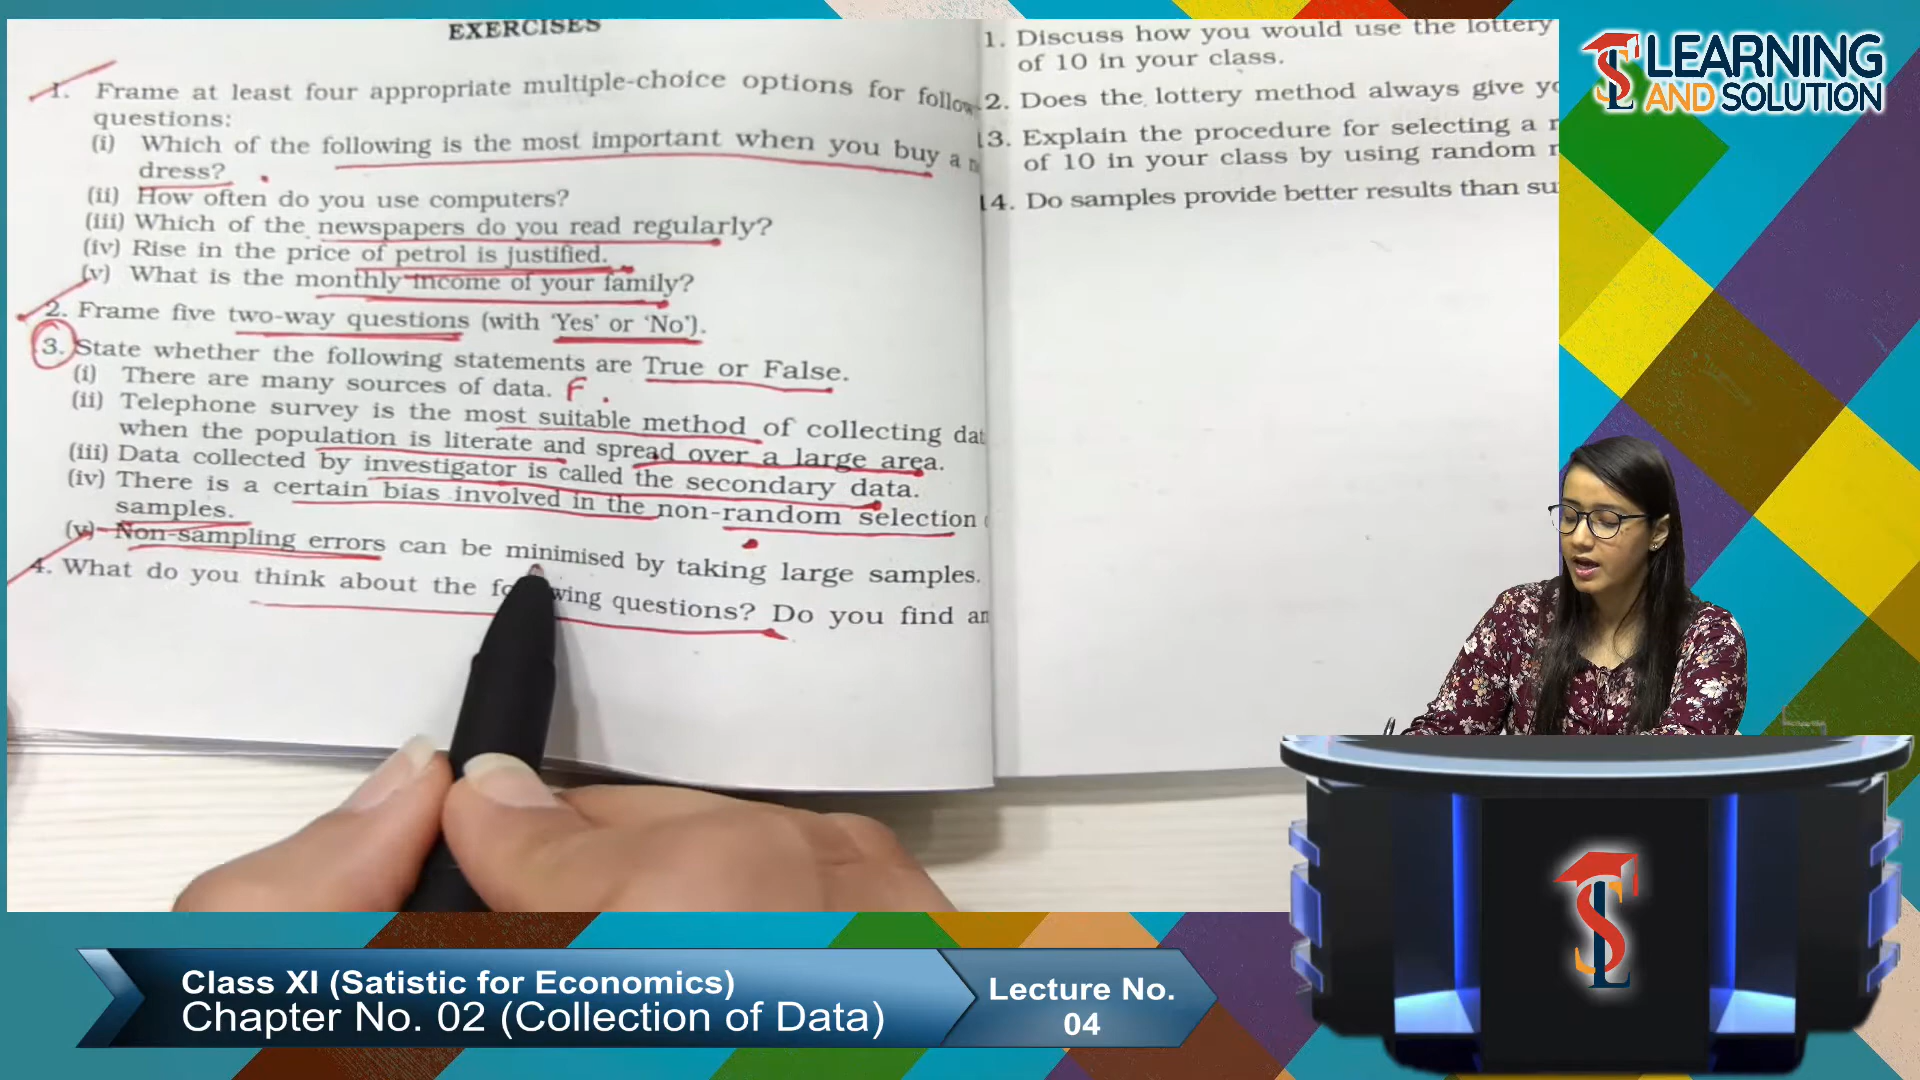 EXERCISES
1. Frame at least four appropriate multiple-choice options for follow
questions:
(i) Which of the following is the most important when you buy a
dress?
(ii) How often do you use computers?
(iii) Which of the newspapers do you read regularly?
(iv) Rise in the price of petrol is justified.
(v) What is the monthly income of your family?
2. Frame five two-way questions (with ‘Yes’ or ‘No’).
3. State whether the following statements are True or False.
(i) There are many sources of data. F.
(ii) Telephone survey is the most suitable method of collecting dat
when the population is literate and spread over a large area.
(iii) Data collected by investigator is called the secondary data.
(iv) There is a certain bias involved in the non-random selection
samples.
(v) Non-sampling errors can be minimised by taking large samples.
4. What do you think about the questions? Do you find an
1. Discuss how you would use the lottery
of 10 in your class.
2. Does the lottery method always give yo
13. Explain the procedure for selecting a r
of 10 in your class by using random n
14. Do samples provide better results than su
LEARNING
AND SOLUTION
SL
Class XI (Satistic for Economics)
Chapter No. 02 (Collection of Data)
Lecture No.
04